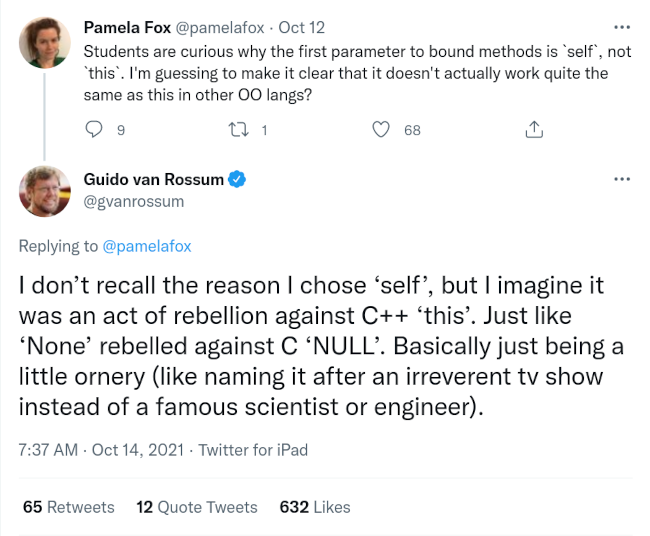 Pamela Fox @pamelafox · Oct 12
Students are curious why the first parameter to bound methods is `self`, not
`this`. I'm guessing to make it clear that it doesn't actually work quite the
same as this in other OO langs?
9 1 68
Guido van Rossum
@gvanrossum
Replying to @pamelafox
I don’t recall the reason I chose ‘self’, but I imagine it
was an act of rebellion against C++ ‘this’. Just like
‘None’ rebelled against C ‘NULL’. Basically just being a
little ornery (like naming it after an irreverent tv show
instead of a famous scientist or engineer).
7:37 AM · Oct 14, 2021 · Twitter for iPad
65 Retweets 12 Quote Tweets 632 Likes